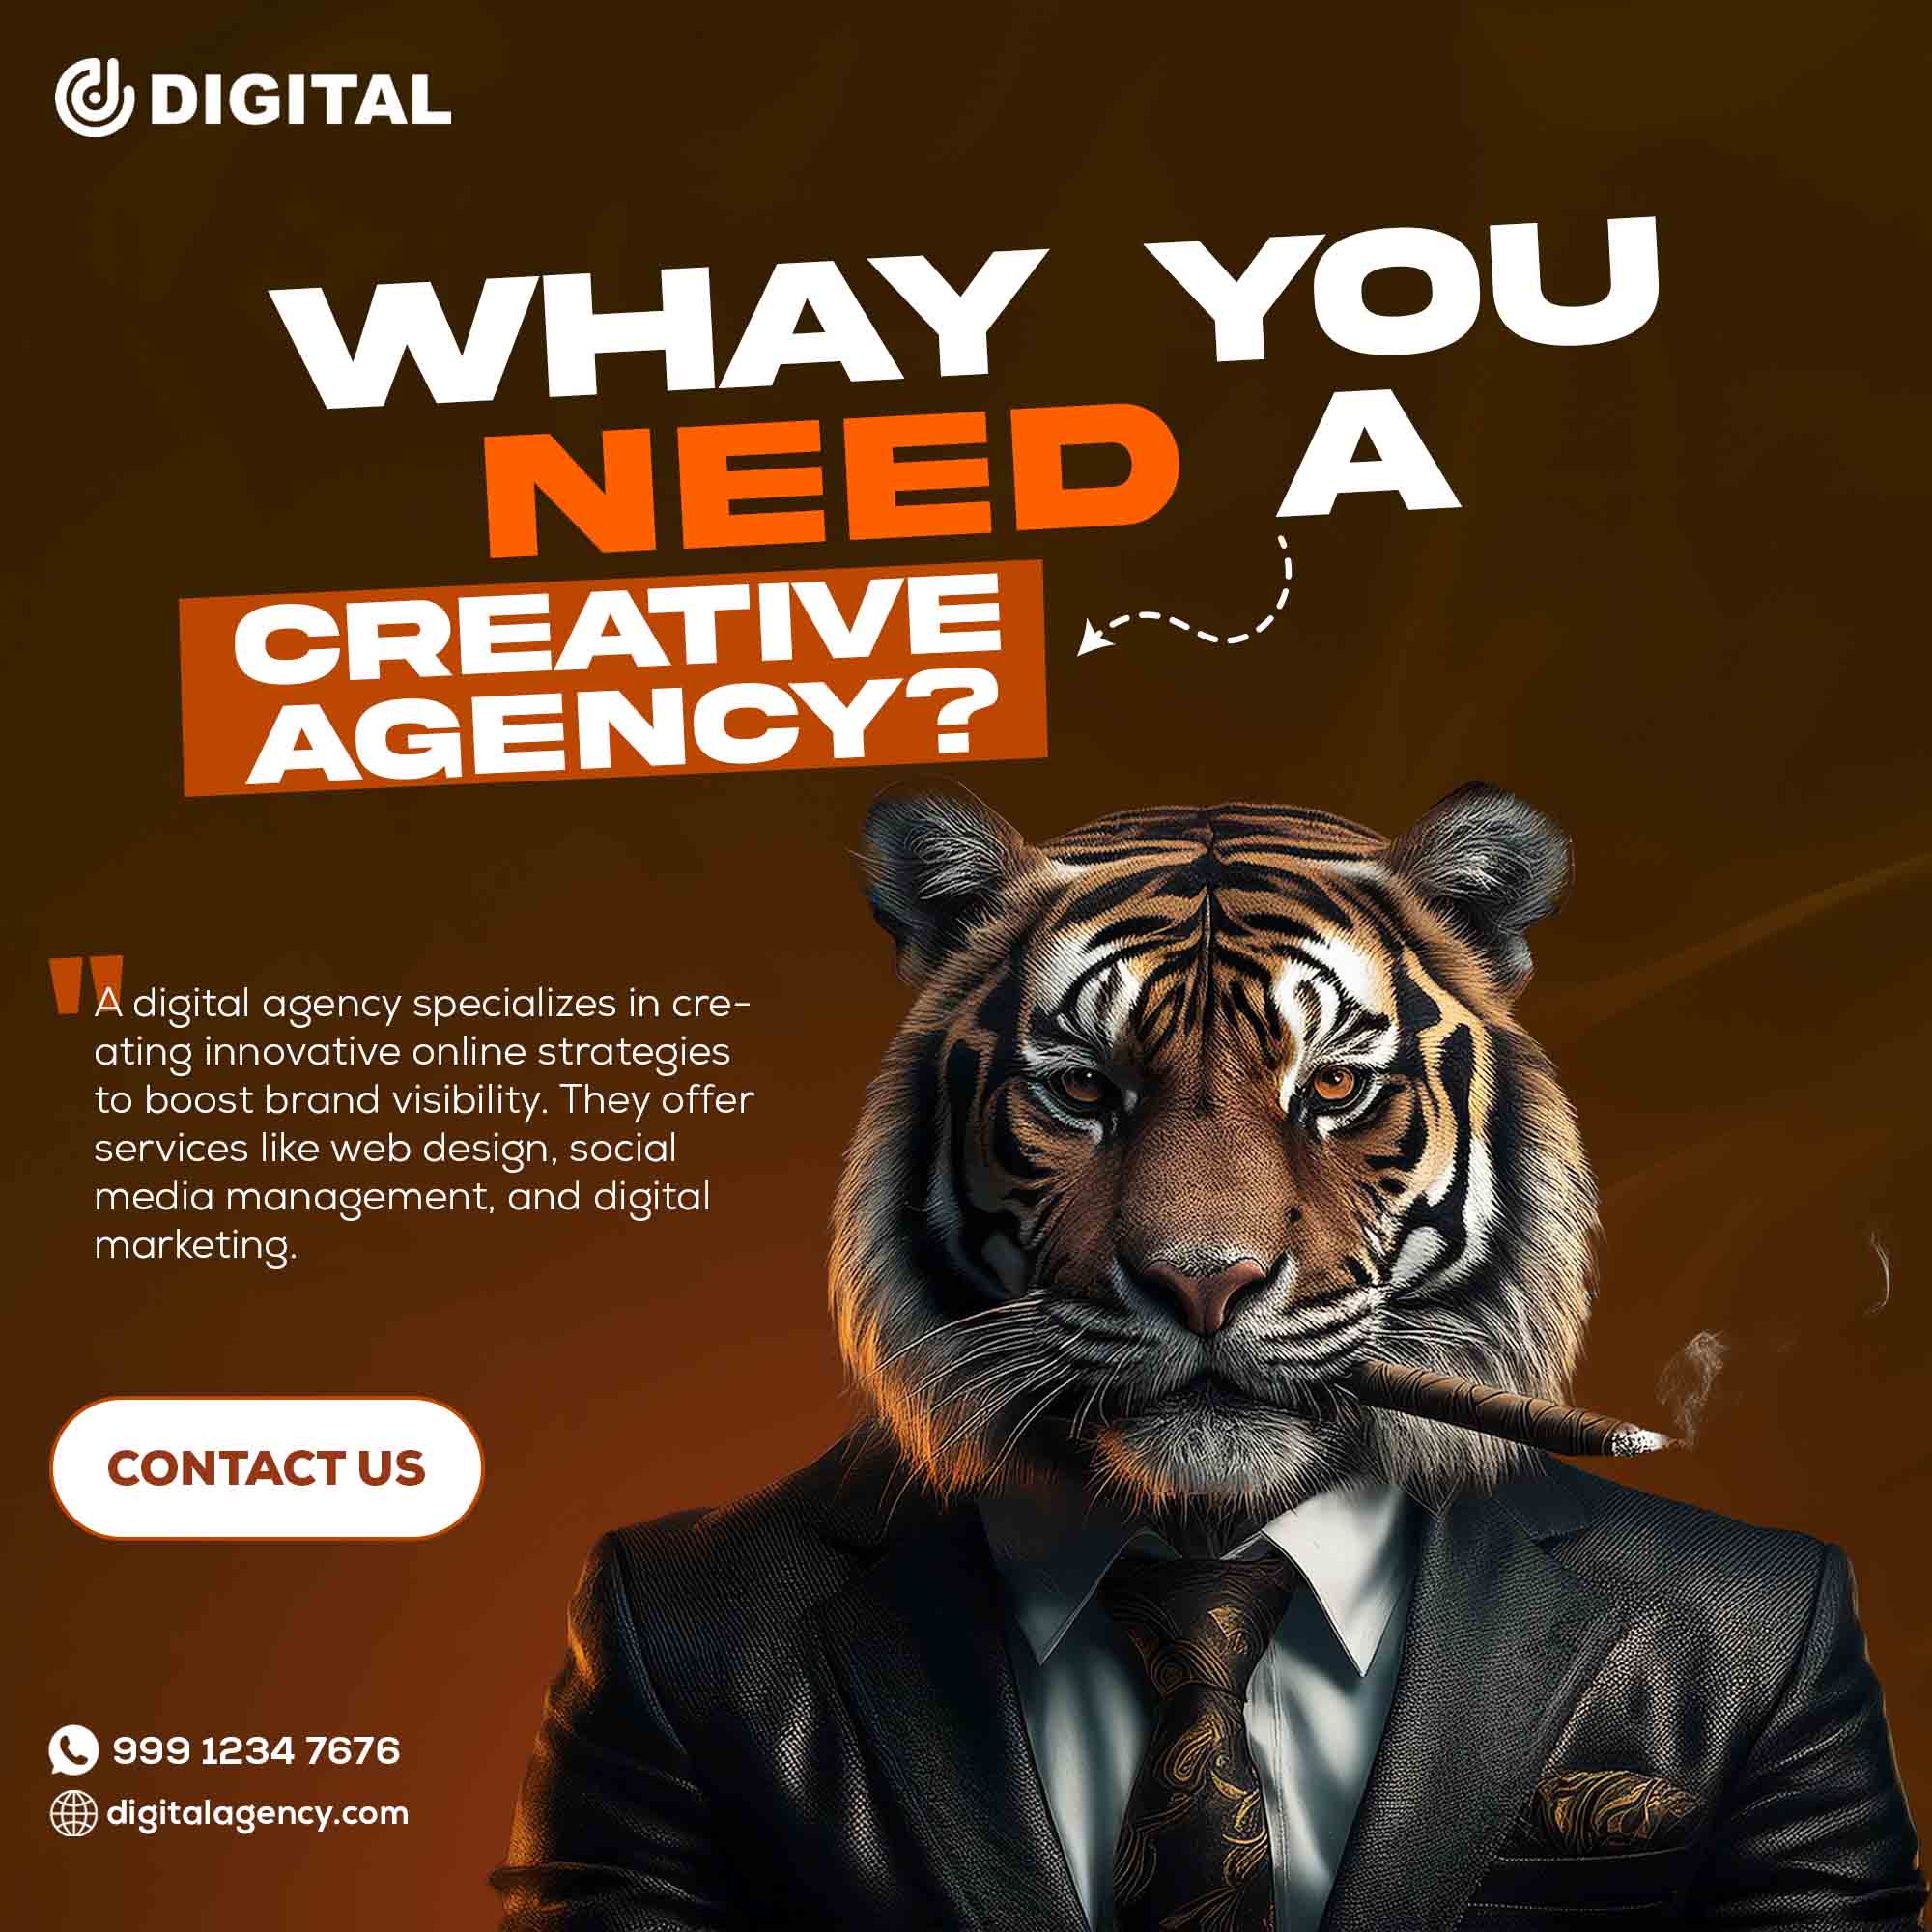 DIGITAL
WHAY YOU
NEED A
CREATIVE
AGENCY?
"A digital agency specializes in cre-
ating innovative online strategies
to boost brand visibility. They offer
services like web design, social
media management, and digital
marketing.
CONTACT US
999 1234 7676
digitalagency.com